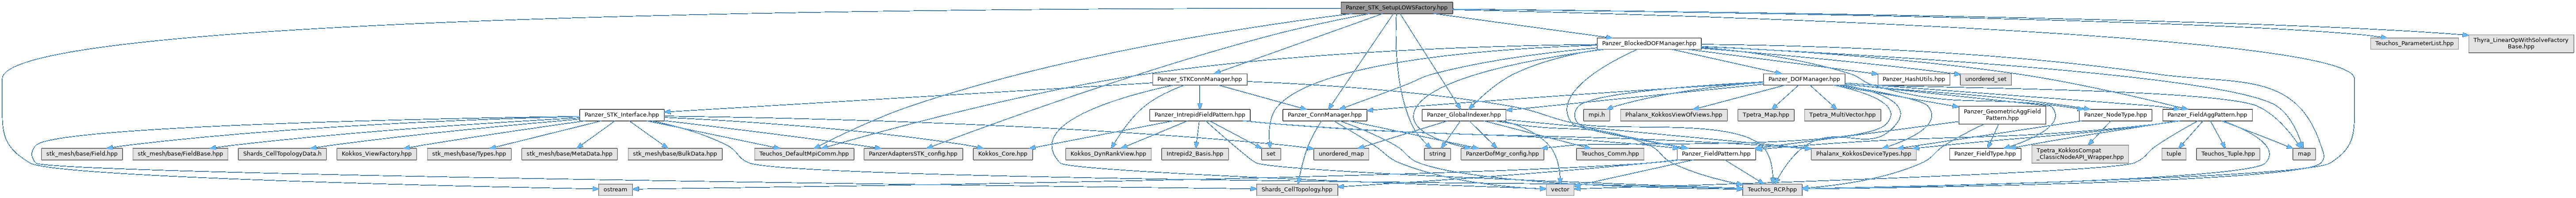 Panzer_STK_SetupLOWSFactory.hpp
Panzer_BlockedDOFManager.hpp
Teuchos_ParameterList.hpp
Thyra_LinearOpWithSolveFactory
Base.hpp
Panzer_STKConnManager.hpp
Panzer_DOFManager.hpp
Panzer_HashUtils.hpp
unordered_set
Panzer_STK_Interface.hpp
Panzer_IntrepidFieldPattern.hpp
Panzer_ConnManager.hpp
Panzer_GlobalIndexer.hpp
mpi.h
Phalanx_KokkosViewOfViews.hpp
Tpetra_Map.hpp
Tpetra_MultiVector.hpp
Panzer_GeometricAggField
Pattern.hpp
Panzer_NodeType.hpp
Panzer_FieldAggPattern.hpp
stk_mesh/base/Field.hpp
stk_mesh/base/FieldBase.hpp
Shards_CellTopologyData.h
Kokkos_ViewFactory.hpp
stk_mesh/base/Types.hpp
stk_mesh/base/MetaData.hpp
stk_mesh/base/BulkData.hpp
Teuchos_DefaultMpiComm.hpp
PanzerAdaptersSTK_config.hpp
Kokkos_Core.hpp
Kokkos_DynRankView.hpp
Intrepid2_Basis.hpp
set
unordered_map
string
PanzerDofMgr_config.hpp
Teuchos_Comm.hpp
Panzer_FieldPattern.hpp
Phalanx_KokkosDeviceTypes.hpp
Panzer_FieldType.hpp
Tpetra_KokkosCompat
_ClassicNodeAPI_Wrapper.hpp
tuple
Teuchos_Tuple.hpp
map
ostream
Shards_CellTopology.hpp
vector
Teuchos_RCP.hpp